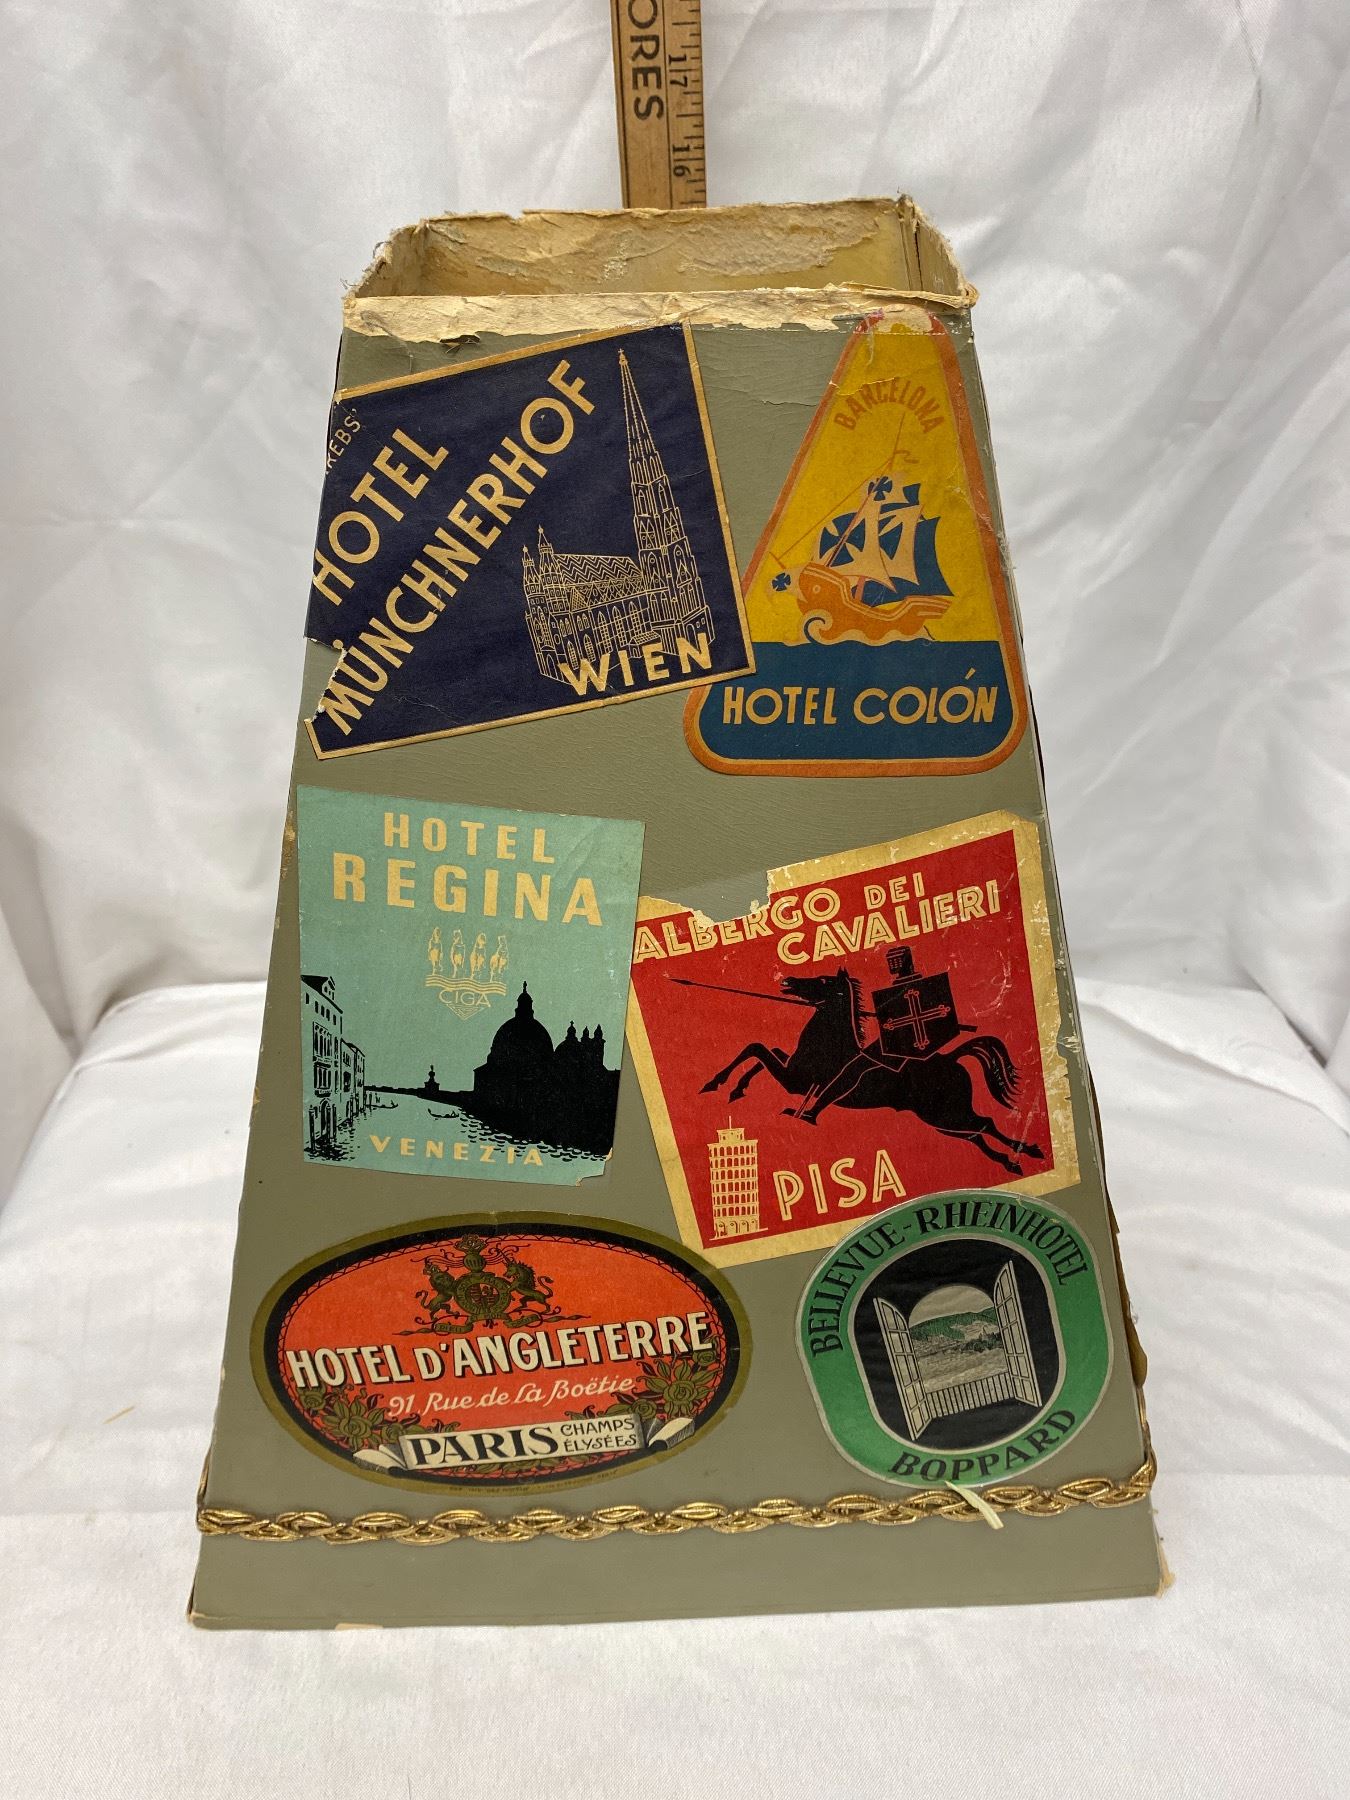 ORES
17
16
HOTEL
MÜNCHNERHOF
WIEN
BARCELONA
HOTEL COLÓN
HOTEL
REGINA
CIGA
VENEZIA
ALBERGO DEI
CAVALIERI
PISA
HOTEL D'ANGLETERRE
91 Rue de La Boëtie
PARIS CHAMPS
ÉLYSÉES
BELLEVUE-RHEINHOTEL
BOPPARD